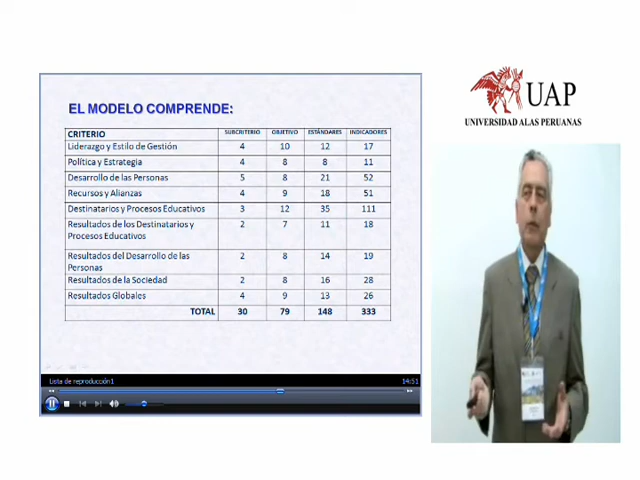 EL MODELO COMPRENDE:
CRITERIO SUBCRITERIO OBJETIVO ESTÁNDARES INDICADORES
Liderazgo y Estilo de Gestión 4 10 12 17
Política y Estrategia 4 8 8 11
Desarrollo de las Personas 5 8 21 52
Recursos y Alianzas 4 9 18 51
Destinatarios y Procesos Educativos 3 12 35 111
Resultados de los Destinatarios y 2 7 11 18
Procesos Educativos
Resultados del Desarrollo de las 2 8 14 19
Personas
Resultados de la Sociedad 2 8 16 28
Resultados Globales 4 9 13 26
TOTAL 30 79 148 333
Lista de reproducción1 14:51
UAP
UNIVERSIDAD ALAS PERUANAS